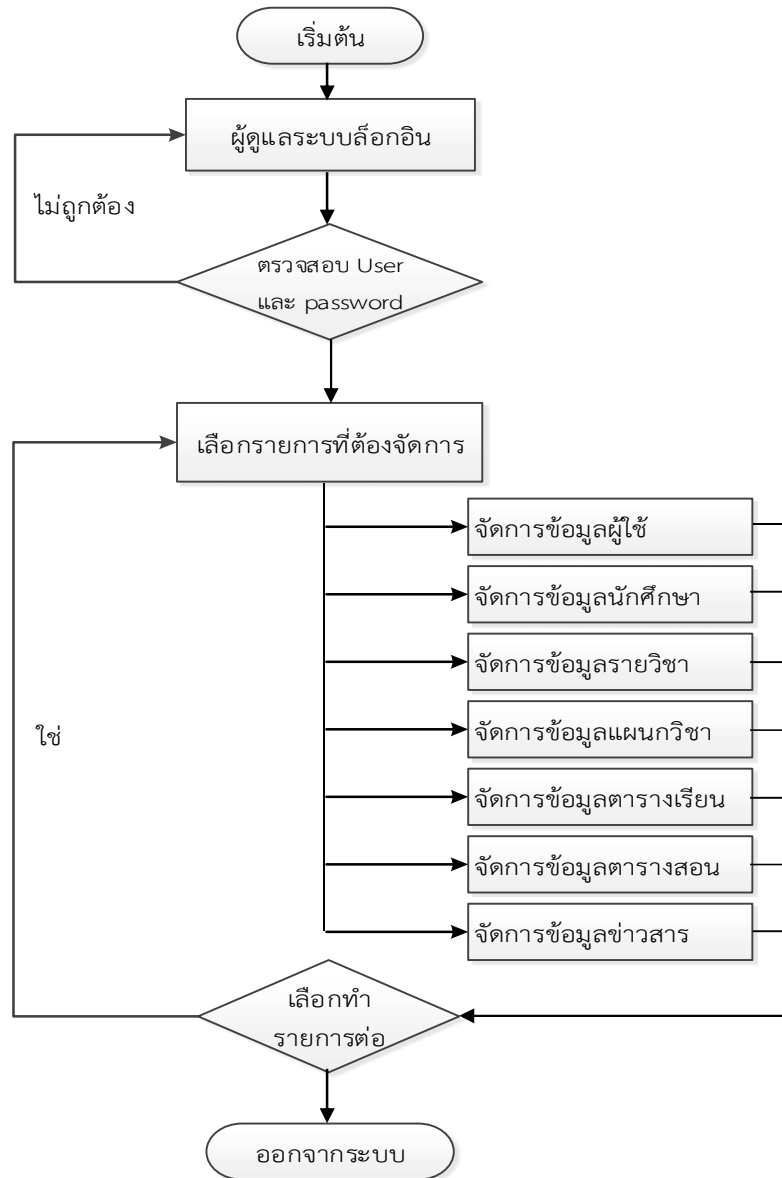 เริ่มต้น
ผู้ดูแลระบบล็อกอิน
ไม่ถูกต้อง
ตรวจสอบ User
และ password
เลือกรายการที่ต้องจัดการ
จัดการข้อมูลผู้ใช้
จัดการข้อมูลนักศึกษา
จัดการข้อมูลรายวิชา
ใช่
จัดการข้อมูลแผนกวิชา
จัดการข้อมูลตารางเรียน
จัดการข้อมูลตารางสอน
จัดการข้อมูลข่าวสาร
เลือกทำ
รายการต่อ
ออกจากระบบ